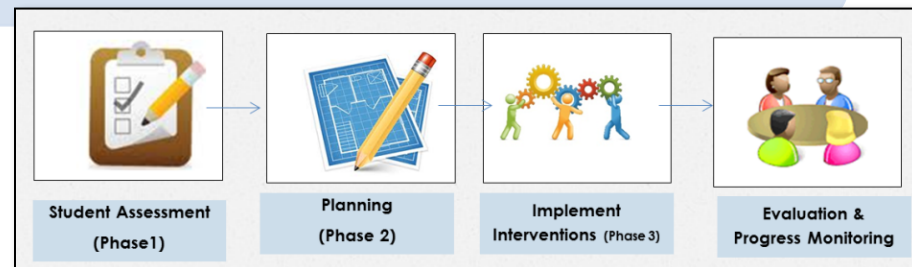 Student Assessment
(Phase1)
Planning
(Phase 2)
Implement
Interventions (Phase 3)
Evaluation &
Progress Monitoring